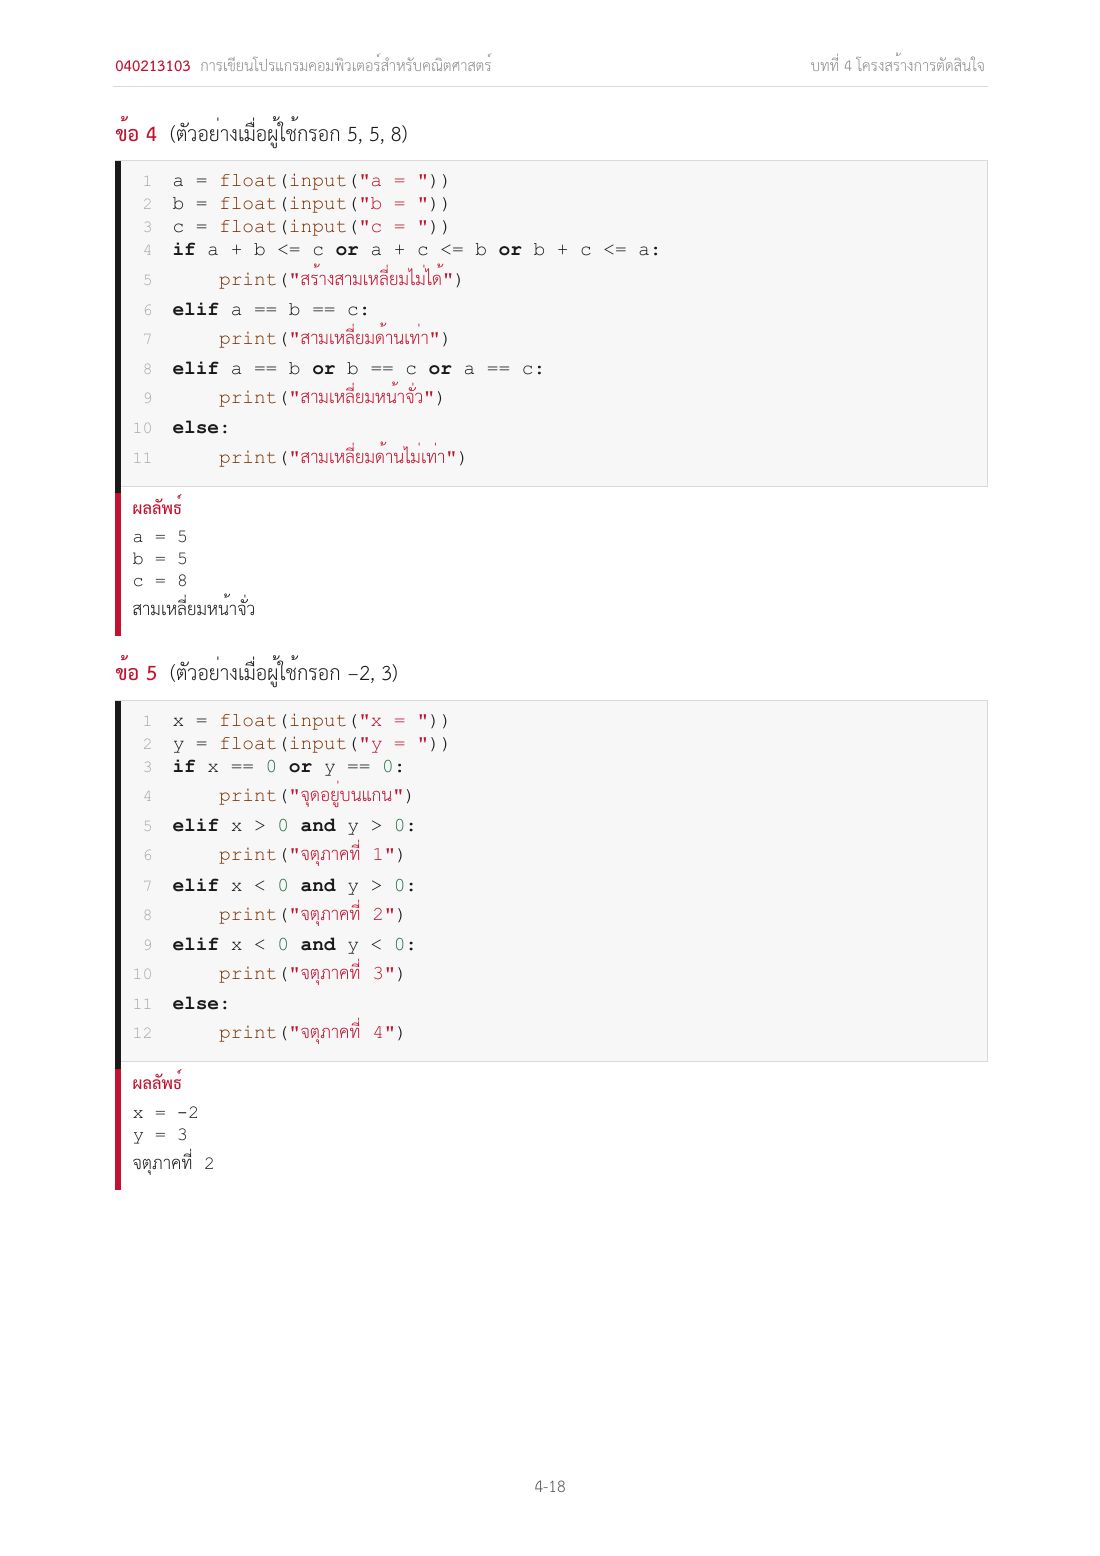 040213103 การเขียนโปรแกรมคอมพิวเตอร์สำหรับคณิตศาสตร์ บทที่ 4 โครงสร้างการตัดสินใจ
ข้อ 4 (ตัวอย่างเมื่อผู้ใช้กรอก 5, 5, 8)
1 a = float(input("a = "))
2 b = float(input("b = "))
3 c = float(input("c = "))
4 if a + b <= c or a + c <= b or b + c <= a:
5     print("สร้างสามเหลี่ยมไม่ได้")
6 elif a == b == c:
7     print("สามเหลี่ยมด้านเท่า")
8 elif a == b or b == c or a == c:
9     print("สามเหลี่ยมหน้าจั่ว")
10 else:
11     print("สามเหลี่ยมด้านไม่เท่า")
ผลลัพธ์
a = 5
b = 5
c = 8
สามเหลี่ยมหน้าจั่ว
ข้อ 5 (ตัวอย่างเมื่อผู้ใช้กรอก –2, 3)
1 x = float(input("x = "))
2 y = float(input("y = "))
3 if x == 0 or y == 0:
4     print("จุดอยู่บนแกน")
5 elif x > 0 and y > 0:
6     print("จตุภาคที่ 1")
7 elif x < 0 and y > 0:
8     print("จตุภาคที่ 2")
9 elif x < 0 and y < 0:
10     print("จตุภาคที่ 3")
11 else:
12     print("จตุภาคที่ 4")
ผลลัพธ์
x = -2
y = 3
จตุภาคที่ 2
4-18